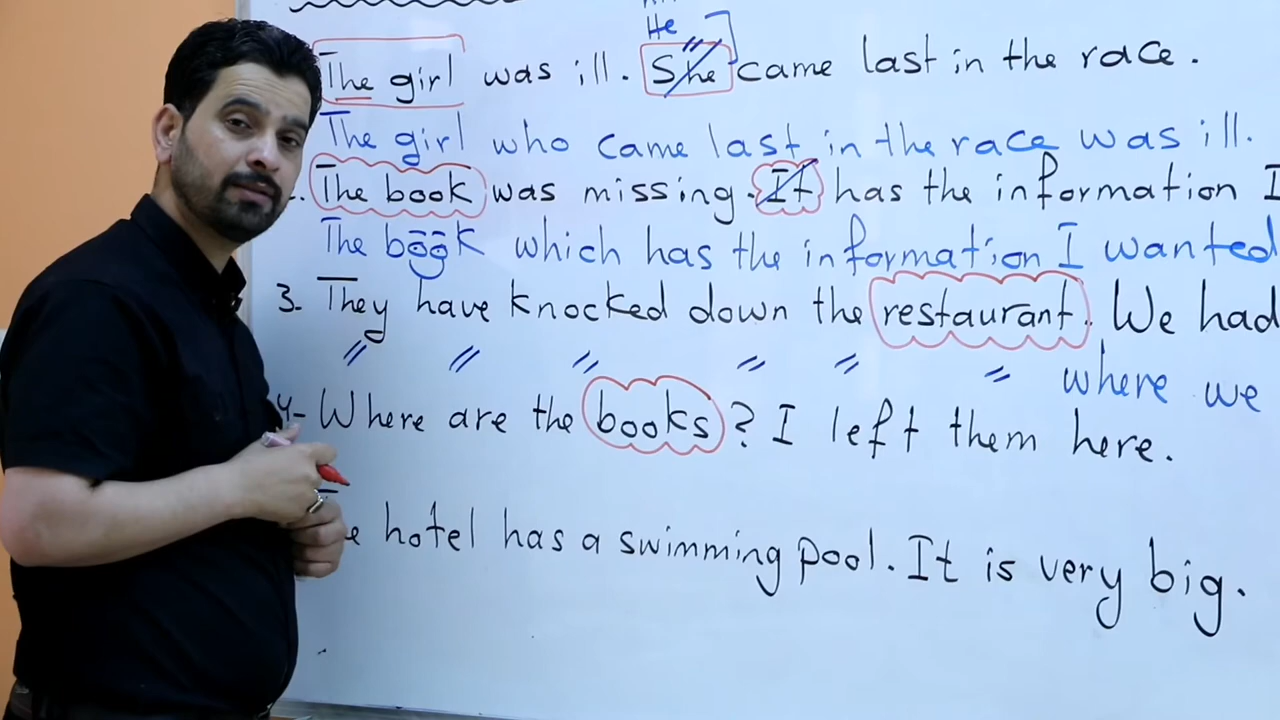 He
The girl was ill. She came last in the race.
The girl who came last in the race was ill.
The book was missing. It has the information I
The book which has the information I wanted
3. They have knocked down the restaurant. We had
where we
4- Where are the books? I left them here.
hotel has a swimming pool. It is very big.